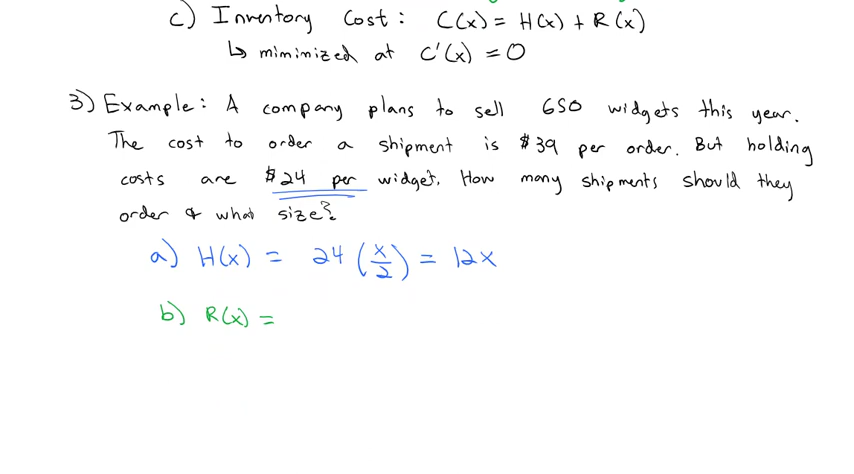 c) Inventory Cost: C(x) = H(x) + R(x)
↳ minimized at C'(x) = 0
3) Example: A company plans to sell 650 widgets this year.
The cost to order a shipment is $39 per order. But holding
costs are $24 per widget. How many shipments should they
order & what size?
a) H(x) = 24 (x/2) = 12x
b) R(x) =